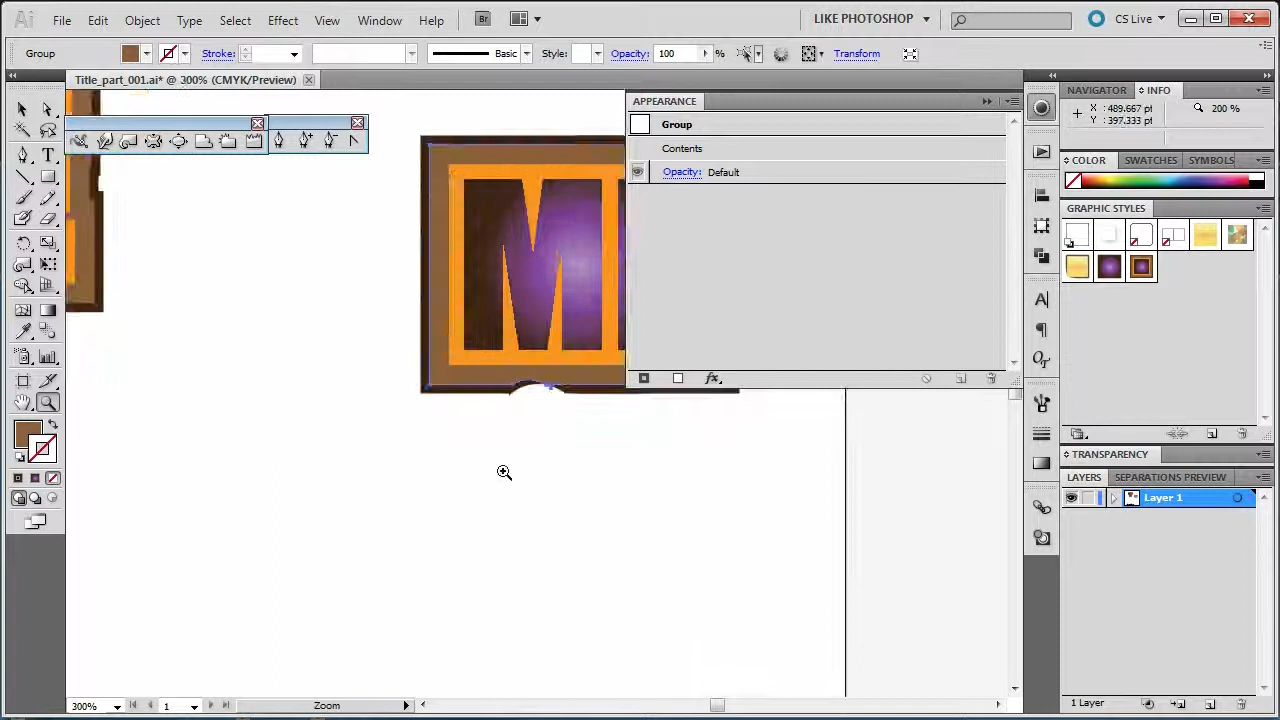 Ai File Edit Object Type Select Effect View Window Help Br LIKE PHOTOSHOP CS Live
Group Stroke: Basic Style: Opacity: 100 % Transform
Title_part_001.ai* @ 300% (CMYK/Preview)
APPEARANCE
Group
Contents
Opacity: Default
fx
NAVIGATOR INFO
X : 489.667 pt
Y : 397.333 pt
200 %
COLOR SWATCHES SYMBOLS
GRAPHIC STYLES
TRANSPARENCY
LAYERS SEPARATIONS PREVIEW
Layer 1
1 Layer
M
300% 1 Zoom